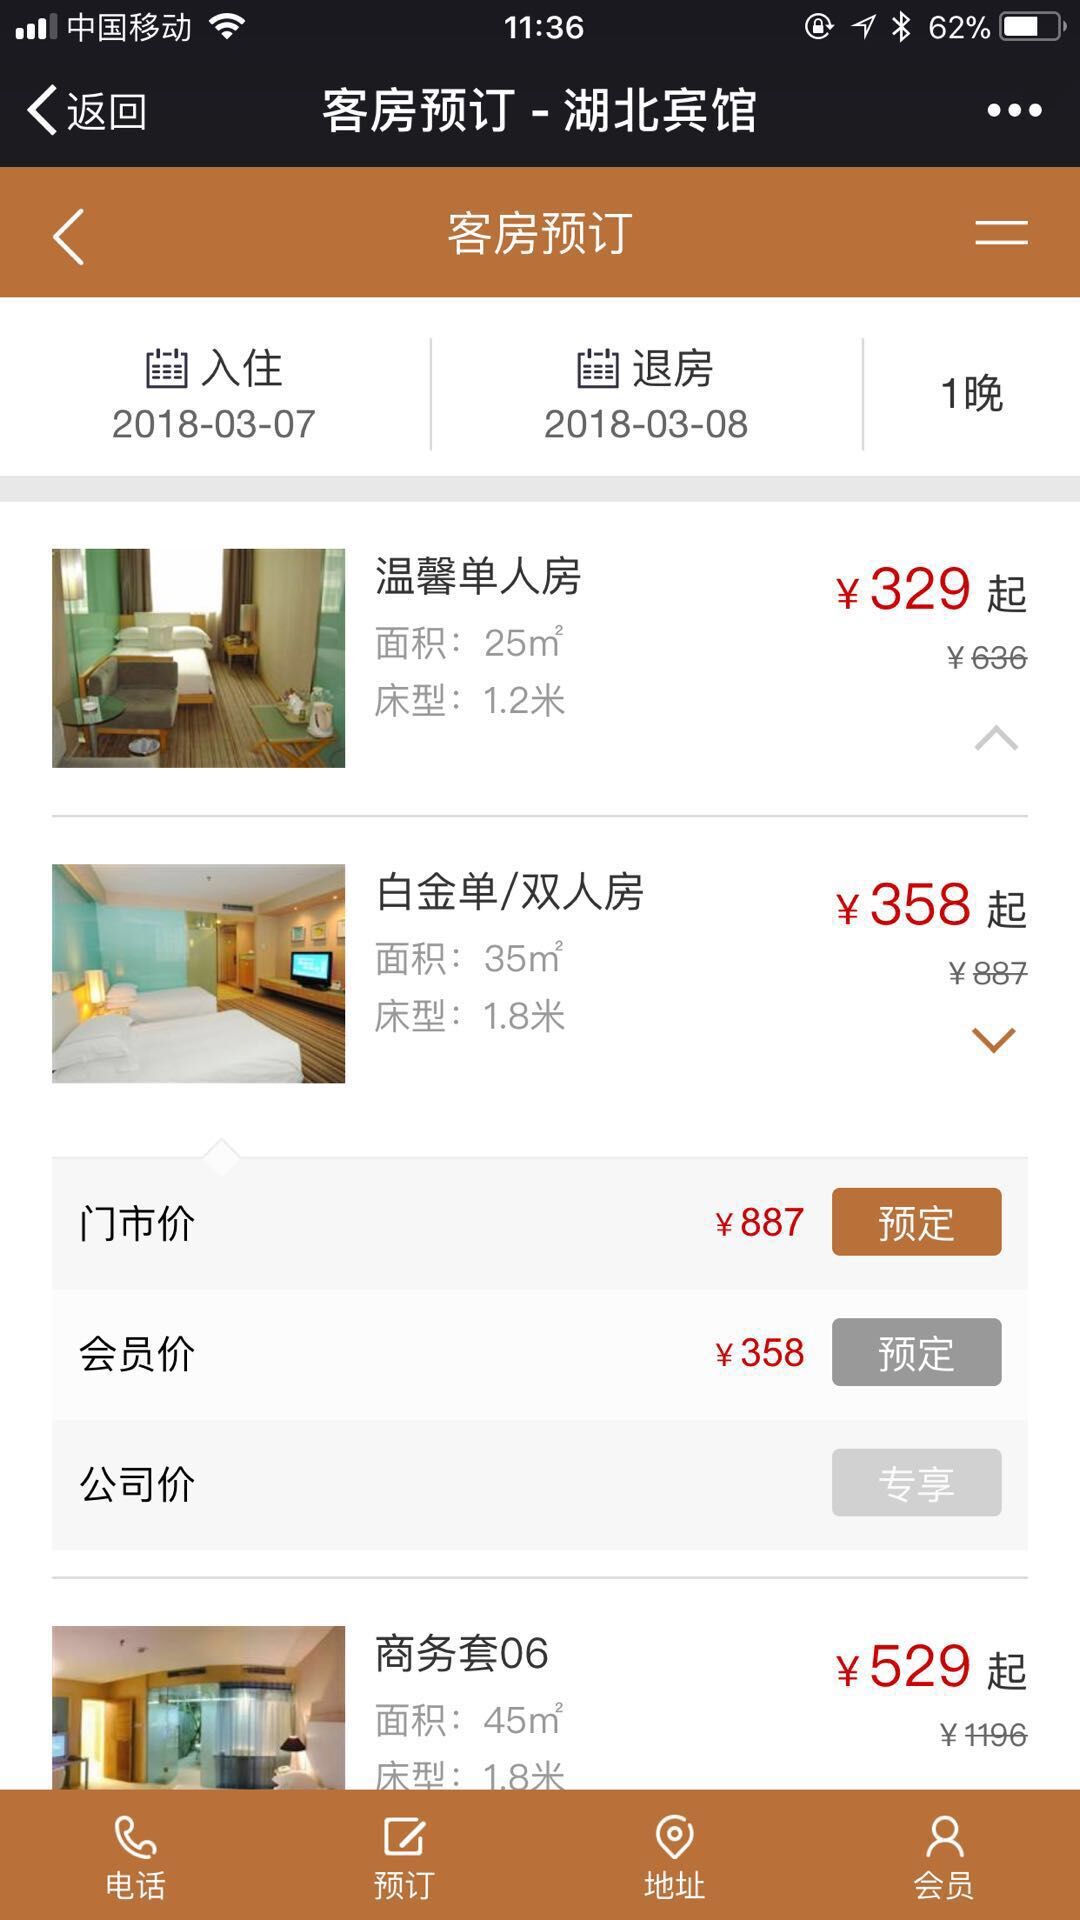 中国移动 11:36 62%
返回 客房预订 - 湖北宾馆
客房预订
入住 退房 1晚
2018-03-07 2018-03-08
温馨单人房 ¥329 起
面积：25㎡ ¥636
床型：1.2米
白金单/双人房 ¥358 起
面积：35㎡ ¥887
床型：1.8米
门市价 ¥887 预定
会员价 ¥358 预定
公司价 专享
商务套06 ¥529 起
面积：45㎡ ¥1196
床型：1.8米
电话 预订 地址 会员